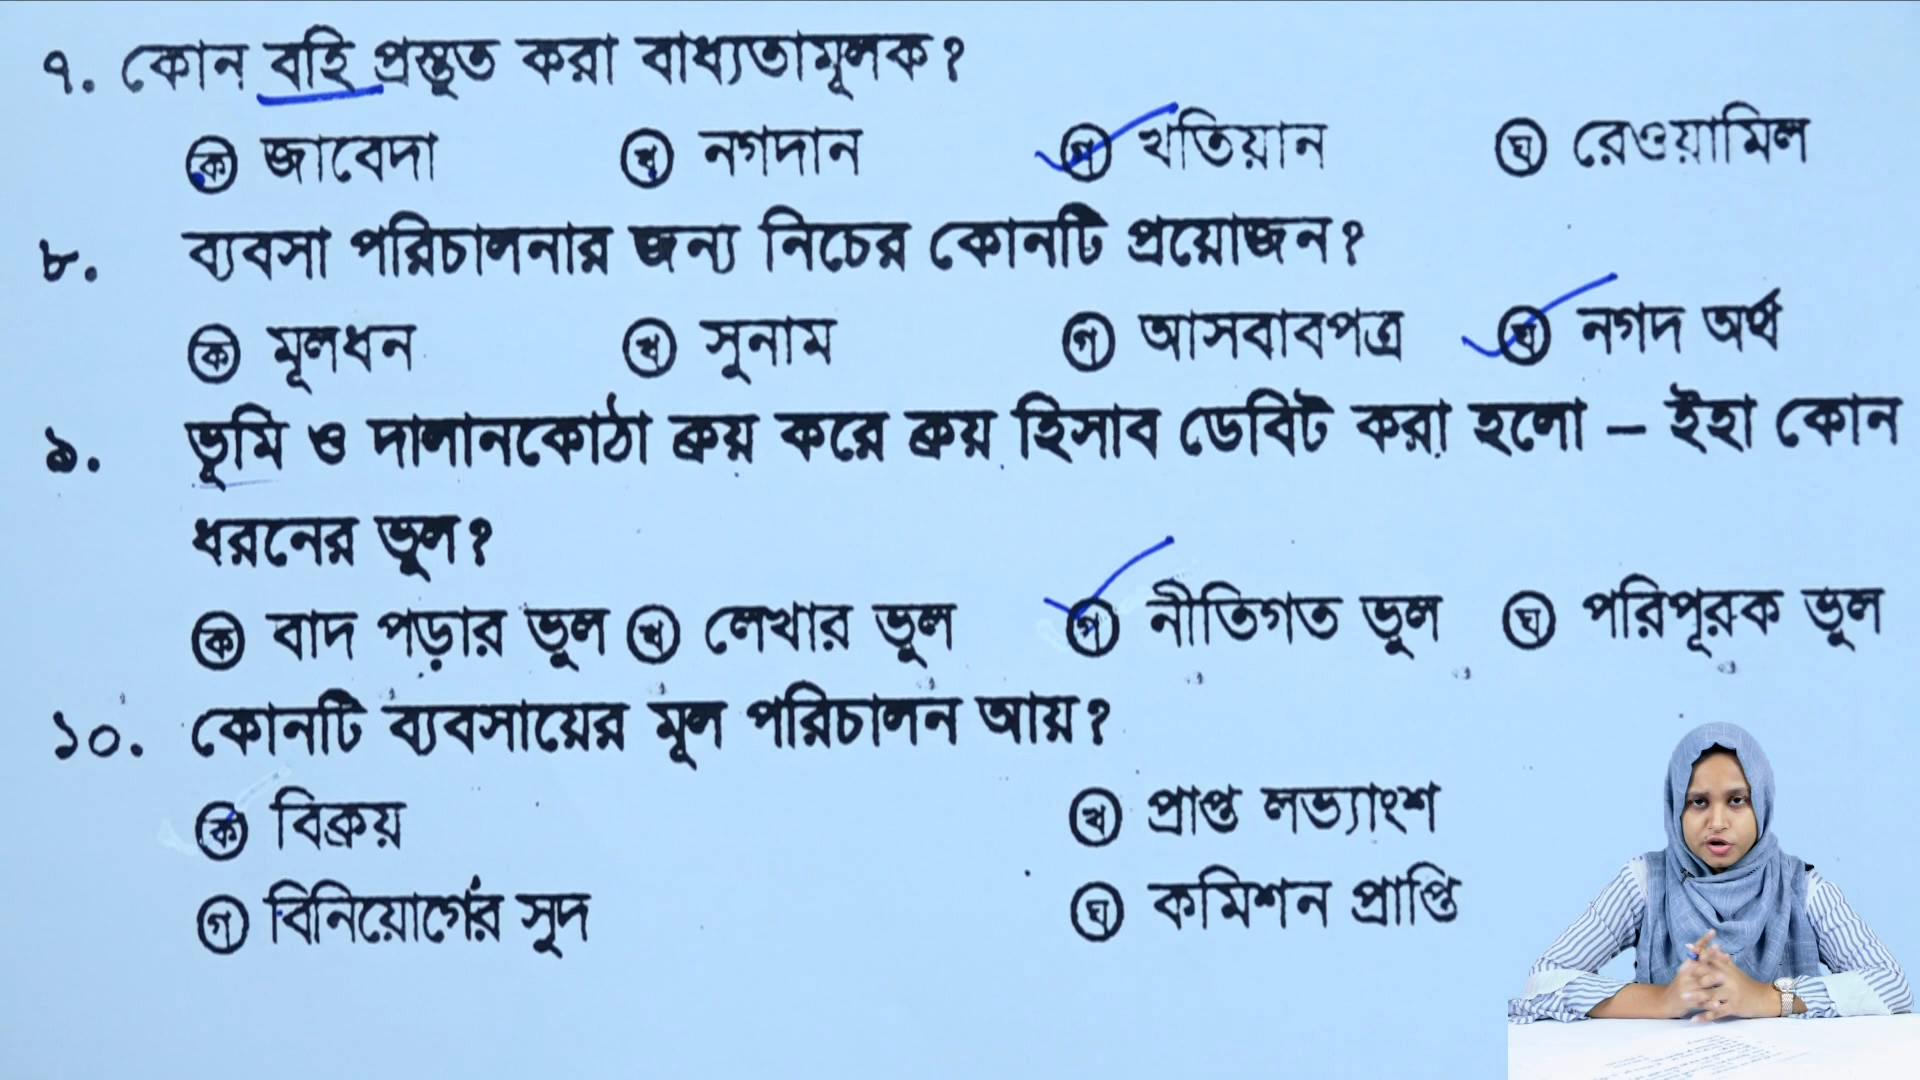 ৭. কোন বহি প্রস্তুত করা বাধ্যতামূলক?
ক জাবেদা খ নগদান গ খতিয়ান ঘ রেওয়ামিল
৮. ব্যবসা পরিচালনার জন্য নিচের কোনটি প্রয়োজন?
ক মূলধন খ সুনাম গ আসবাবপত্র ঘ নগদ অর্থ
৯. ভূমি ও দালানকোঠা ক্রয় করে ক্রয় হিসাব ডেবিট করা হলো – ইহা কোন
ধরনের ভুল?
ক বাদ পড়ার ভুল খ লেখার ভুল গ নীতিগত ভুল ঘ পরিপূরক ভুল
১০. কোনটি ব্যবসায়ের মূল পরিচালন আয়?
ক বিক্রয় খ প্রাপ্ত লভ্যাংশ
গ বিনিয়োগের সুদ ঘ কমিশন প্রাপ্তি